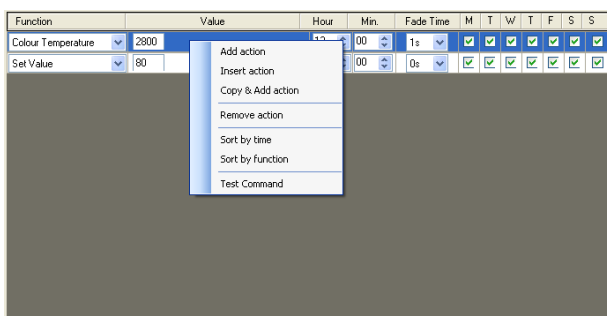 Function Value Hour Min. Fade Time M T W T F S S
Colour Temperature 2800 12 00 1s
Set Value 80 00 0s
Add action
Insert action
Copy & Add action
Remove action
Sort by time
Sort by function
Test Command